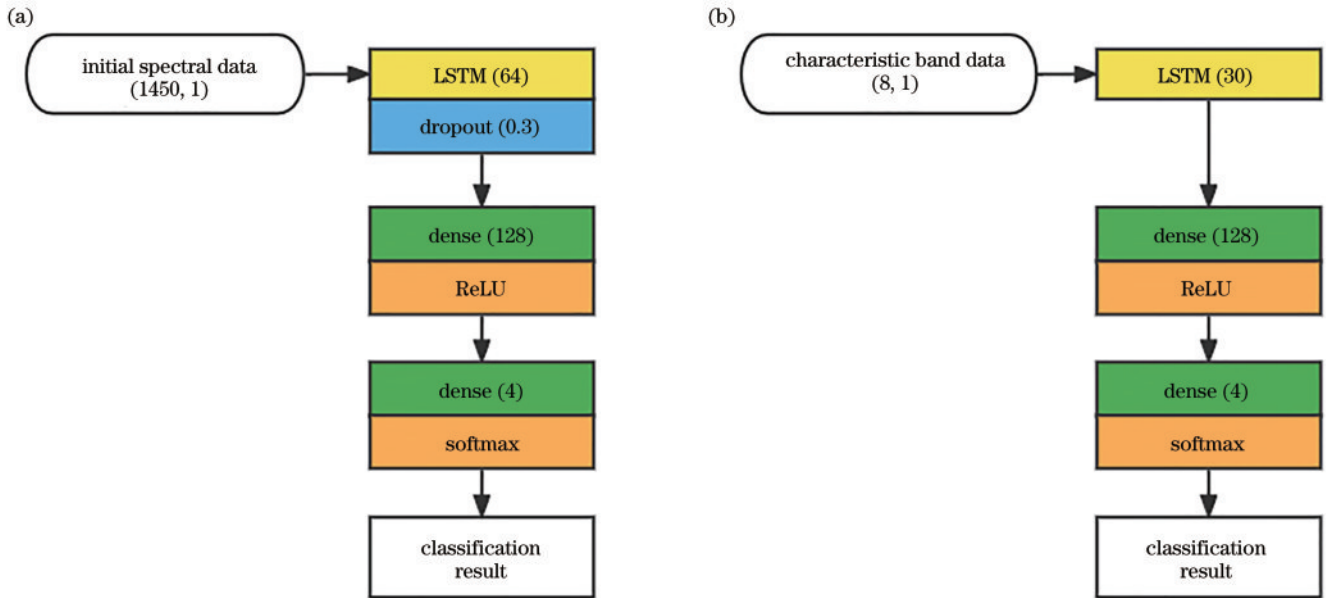 (a)
initial spectral data
(1450, 1)
LSTM (64)
dropout (0.3)
dense (128)
ReLU
dense (4)
softmax
classification
result
(b)
characteristic band data
(8, 1)
LSTM (30)
dense (128)
ReLU
dense (4)
softmax
classification
result